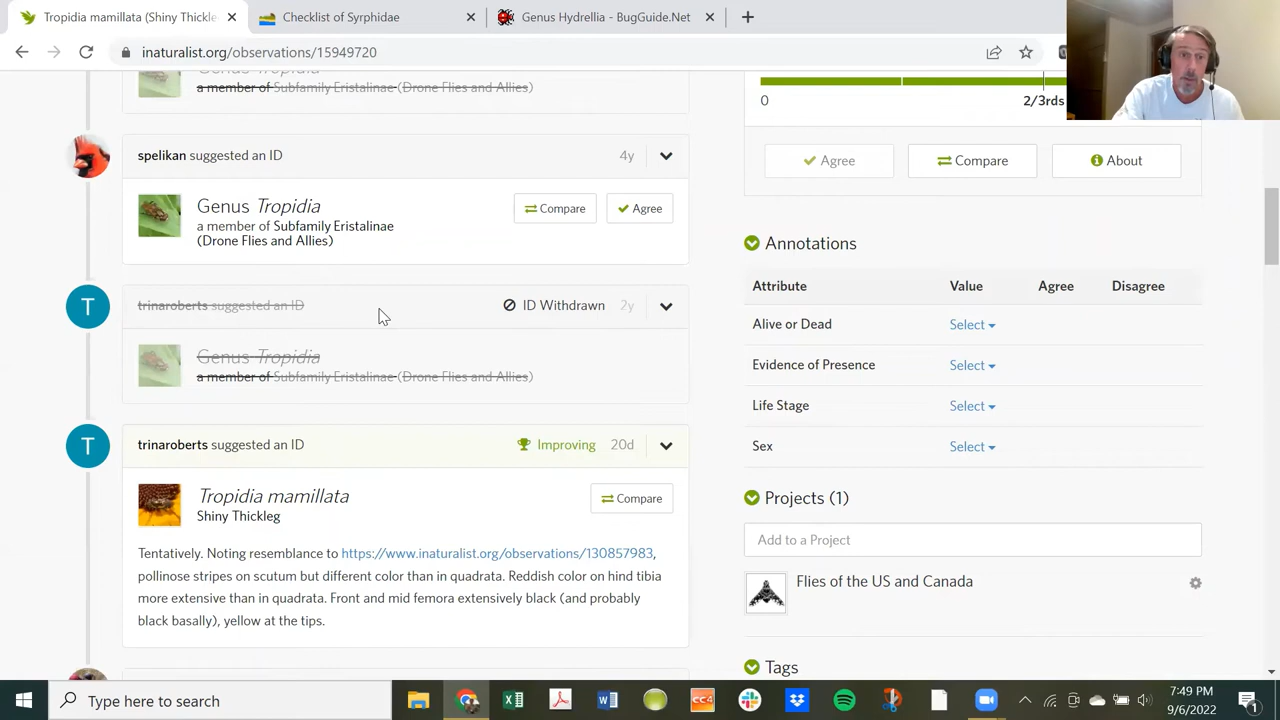 Tropidia mamillata (Shiny Thickle
Checklist of Syrphidae
Genus Hydrellia - BugGuide.Net
inaturalist.org/observations/15949720
Genus Tropidia
a member of Subfamily Eristalinae (Drone Flies and Allies)
0
2/3rds
spelikan suggested an ID
4y
Agree
Compare
About
Genus Tropidia
a member of Subfamily Eristalinae
(Drone Flies and Allies)
Compare
Agree
Annotations
Attribute Value Agree Disagree
T
trinaroberts suggested an ID
ID Withdrawn 2y
Alive or Dead Select
Genus Tropidia
a member of Subfamily Eristalinae (Drone Flies and Allies)
Evidence of Presence Select
Life Stage Select
T
trinaroberts suggested an ID
Improving 20d
Sex Select
Tropidia mamillata
Shiny Thickleg
Compare
Projects (1)
Add to a Project
Tentatively. Noting resemblance to https://www.inaturalist.org/observations/130857983,
pollinose stripes on scutum but different color than in quadrata. Reddish color on hind tibia
more extensive than in quadrata. Front and mid femora extensively black (and probably
black basally), yellow at the tips.
Flies of the US and Canada
Tags
Type here to search
CC4
7:49 PM
9/6/2022
1